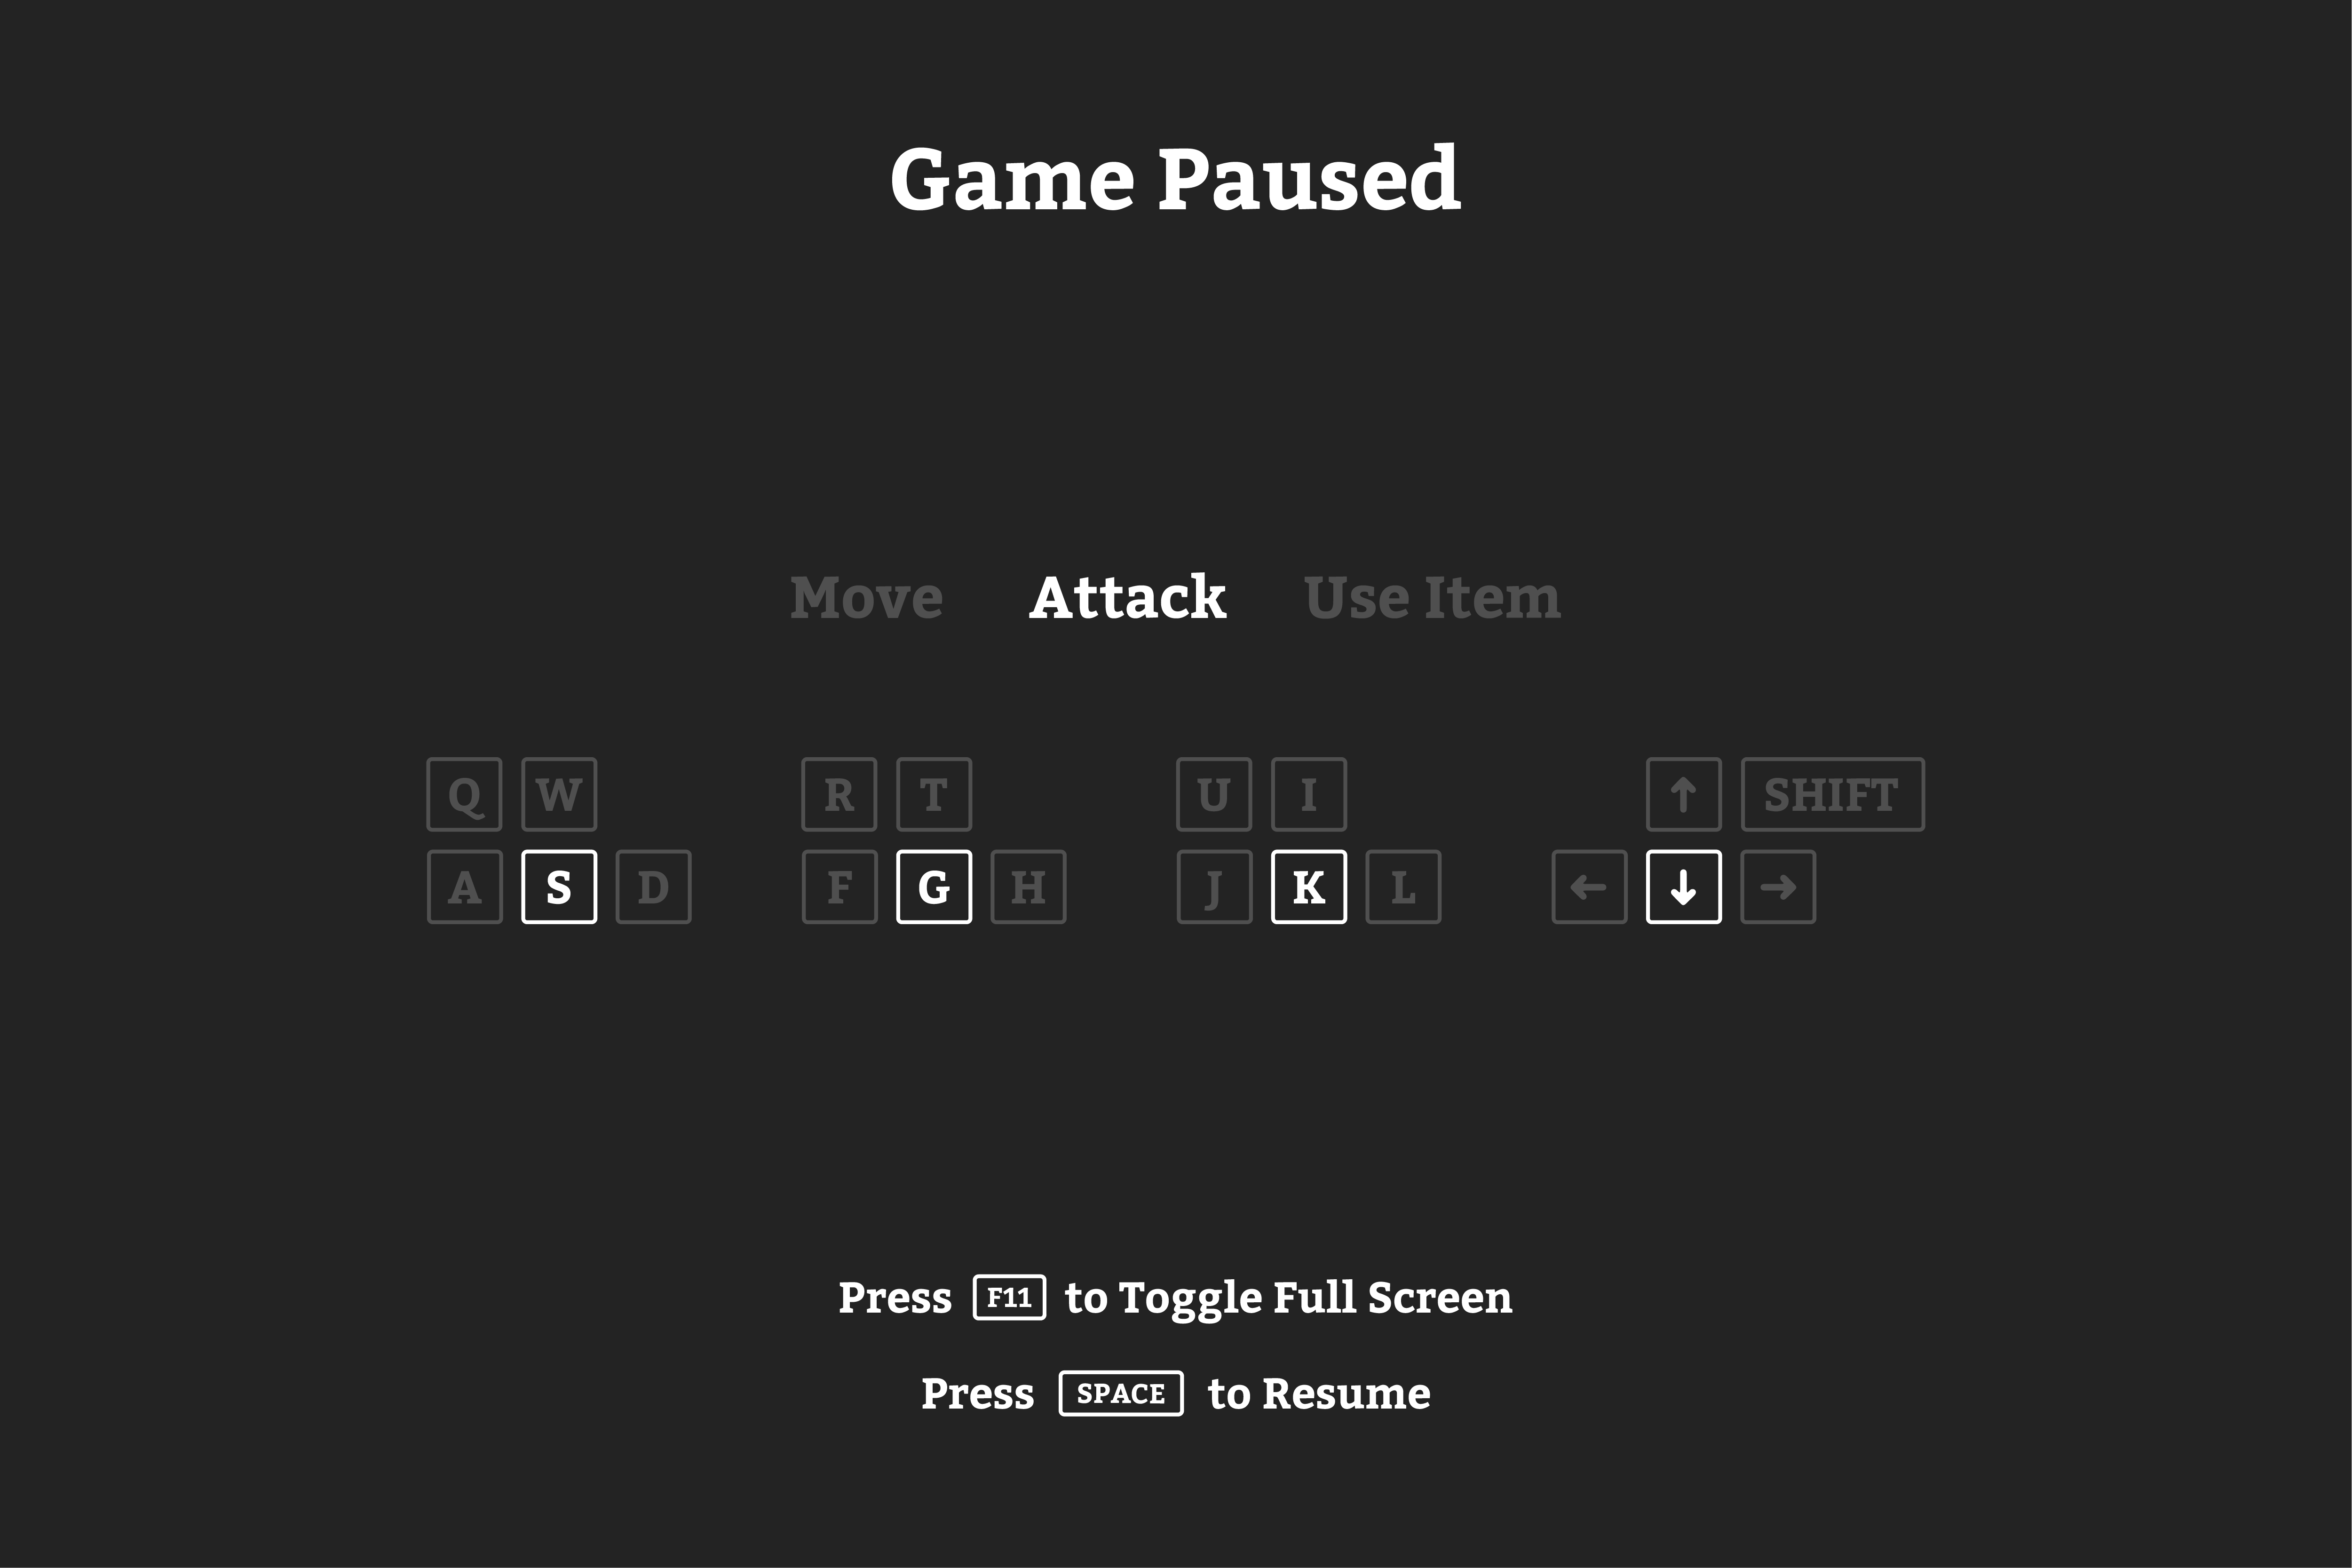 Game Paused
Move Attack Use Item
Q W R T U I ↑ SHIFT
A S D F G H J K L ← ↓ →
Press F11 to Toggle Full Screen
Press SPACE to Resume